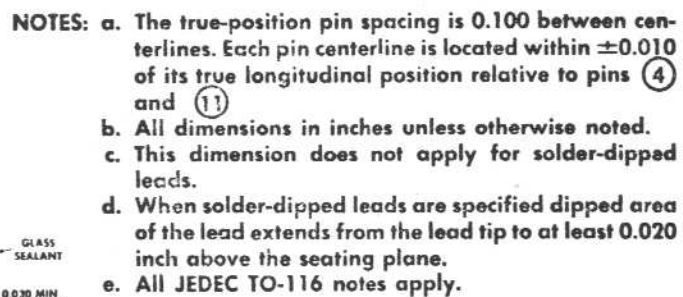 NOTES: a. The true-position pin spacing is 0.100 between cen-
terlines. Each pin centerline is located within ±0.010
of its true longitudinal position relative to pins (4)
and (11)
b. All dimensions in inches unless otherwise noted.
c. This dimension does not apply for solder-dipped
leads.
d. When solder-dipped leads are specified dipped area
of the lead extends from the lead tip to at least 0.020
inch above the seating plane.
e. All JEDEC TO-116 notes apply.
GLASS
SEALANT
0.020 MIN